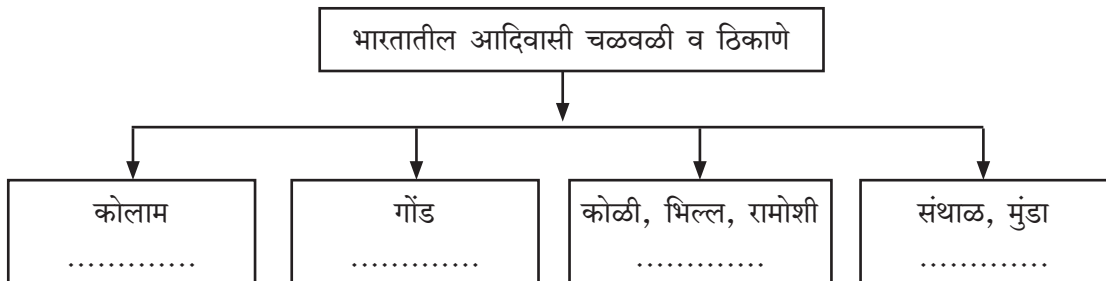 भारतातील आदिवासी चळवळी व ठिकाणे
कोलाम
.............
गोंड
.............
कोळी, भिल्ल, रामोशी
.............
संथाळ, मुंडा
.............